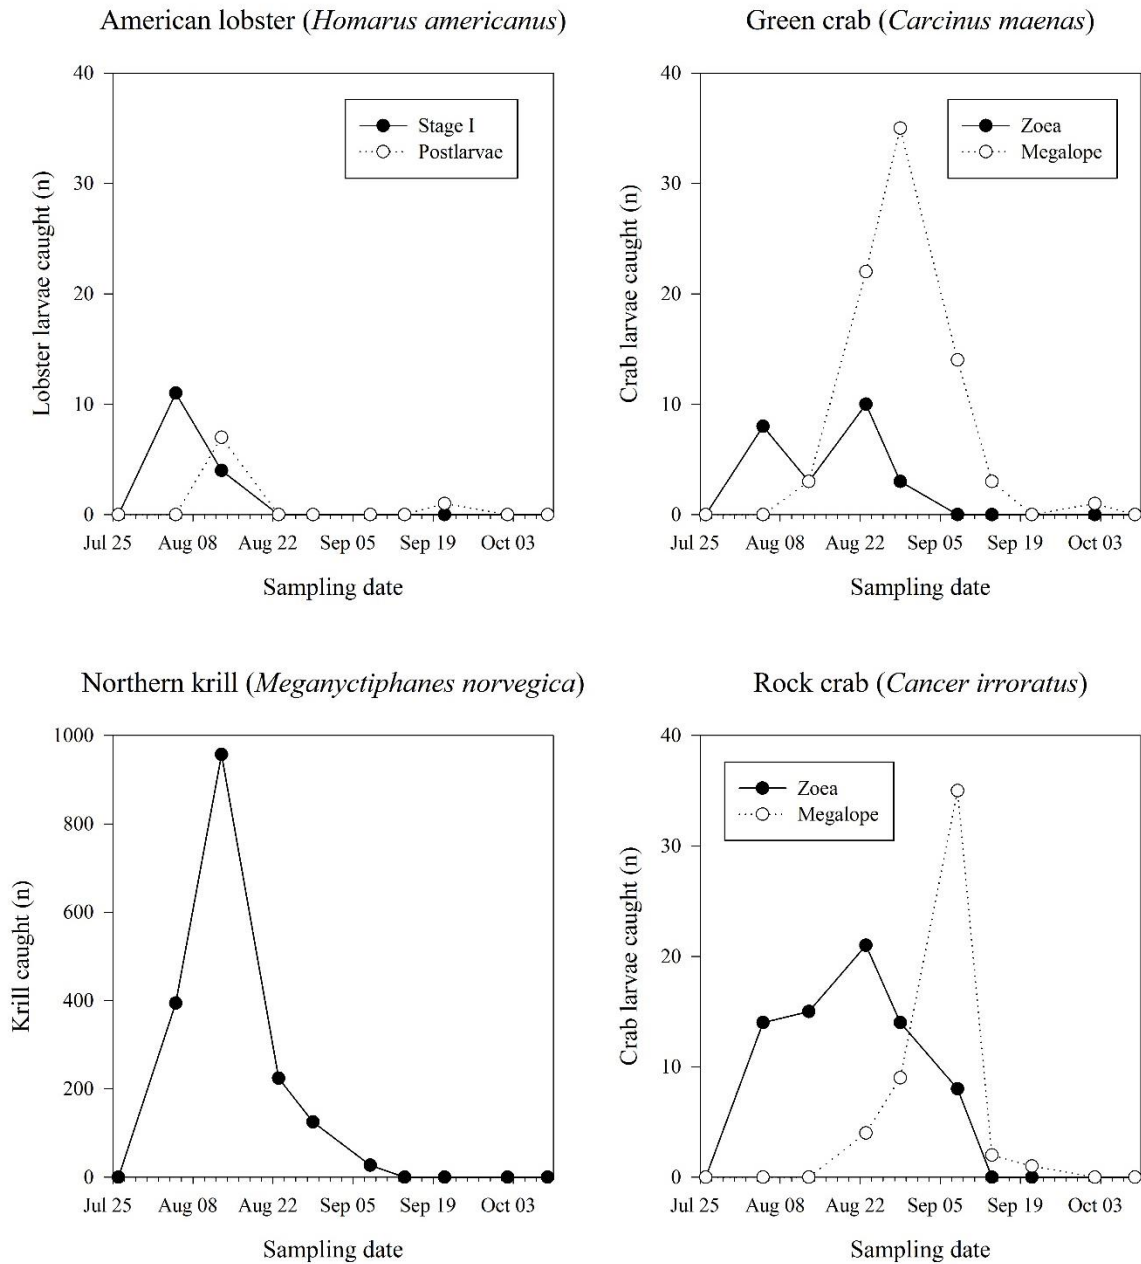 American lobster (Homarus americanus)
40
30
20
10
0
Lobster larvae caught (n)
Stage I
Postlarvae
Jul 25 Aug 08 Aug 22 Sep 05 Sep 19 Oct 03
Sampling date
Green crab (Carcinus maenas)
40
30
20
10
0
Crab larvae caught (n)
Zoea
Megalope
Jul 25 Aug 08 Aug 22 Sep 05 Sep 19 Oct 03
Sampling date
Northern krill (Meganyctiphanes norvegica)
1000
800
600
400
200
0
Krill caught (n)
Jul 25 Aug 08 Aug 22 Sep 05 Sep 19 Oct 03
Sampling date
Rock crab (Cancer irroratus)
40
30
20
10
0
Crab larvae caught (n)
Zoea
Megalope
Jul 25 Aug 08 Aug 22 Sep 05 Sep 19 Oct 03
Sampling date